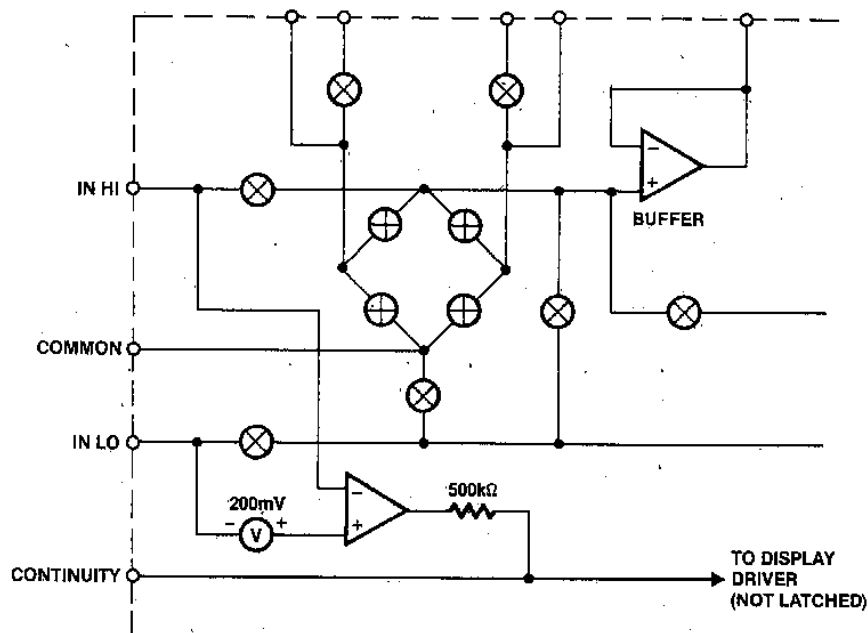 IN HI
BUFFER
COMMON
IN LO
200mV
500kΩ
− V +
− +
− +
CONTINUITY
TO DISPLAY
DRIVER
(NOT LATCHED)